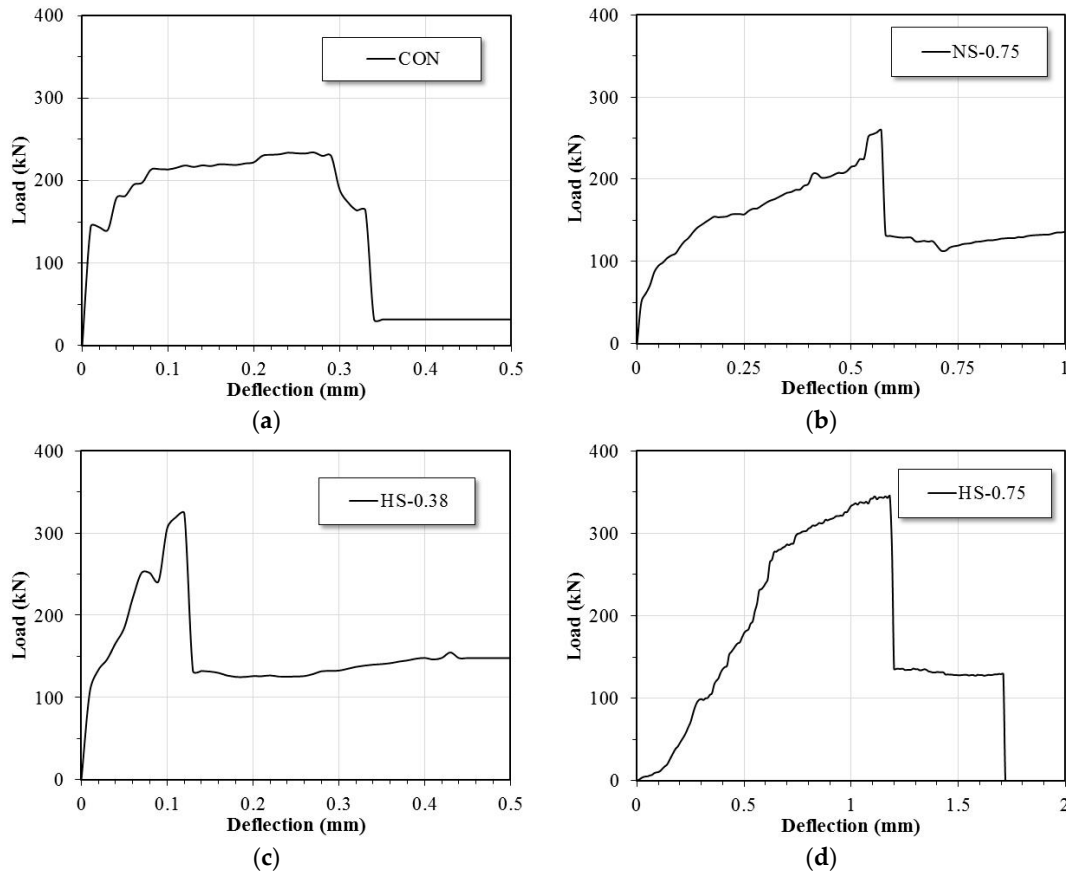 400
300
200
100
0
Load (kN)
CON
0 0.1 0.2 0.3 0.4 0.5
Deflection (mm)
(a)
400
300
200
100
0
Load (kN)
NS-0.75
0 0.25 0.5 0.75 1
Deflection (mm)
(b)
400
300
200
100
0
Load (kN)
HS-0.38
0 0.1 0.2 0.3 0.4 0.5
Deflection (mm)
(c)
400
300
200
100
0
Load (kN)
HS-0.75
0 0.5 1 1.5 2
Deflection (mm)
(d)